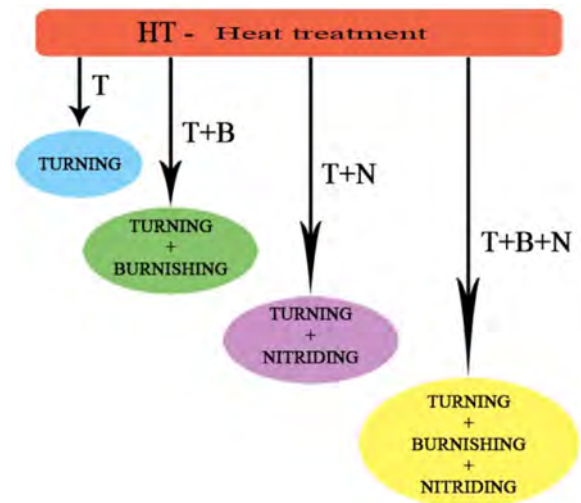 HT - Heat treatment
T
TURNING
T+B
TURNING
+
BURNISHING
T+N
TURNING
+
NITRIDING
T+B+N
TURNING
+
BURNISHING
+
NITRIDING